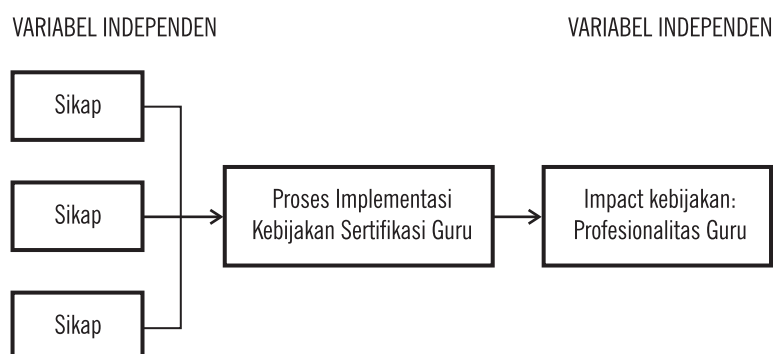 VARIABEL INDEPENDEN
VARIABEL INDEPENDEN
Sikap
Sikap
Proses Implementasi
Kebijakan Sertifikasi Guru
Impact kebijakan:
Profesionalitas Guru
Sikap